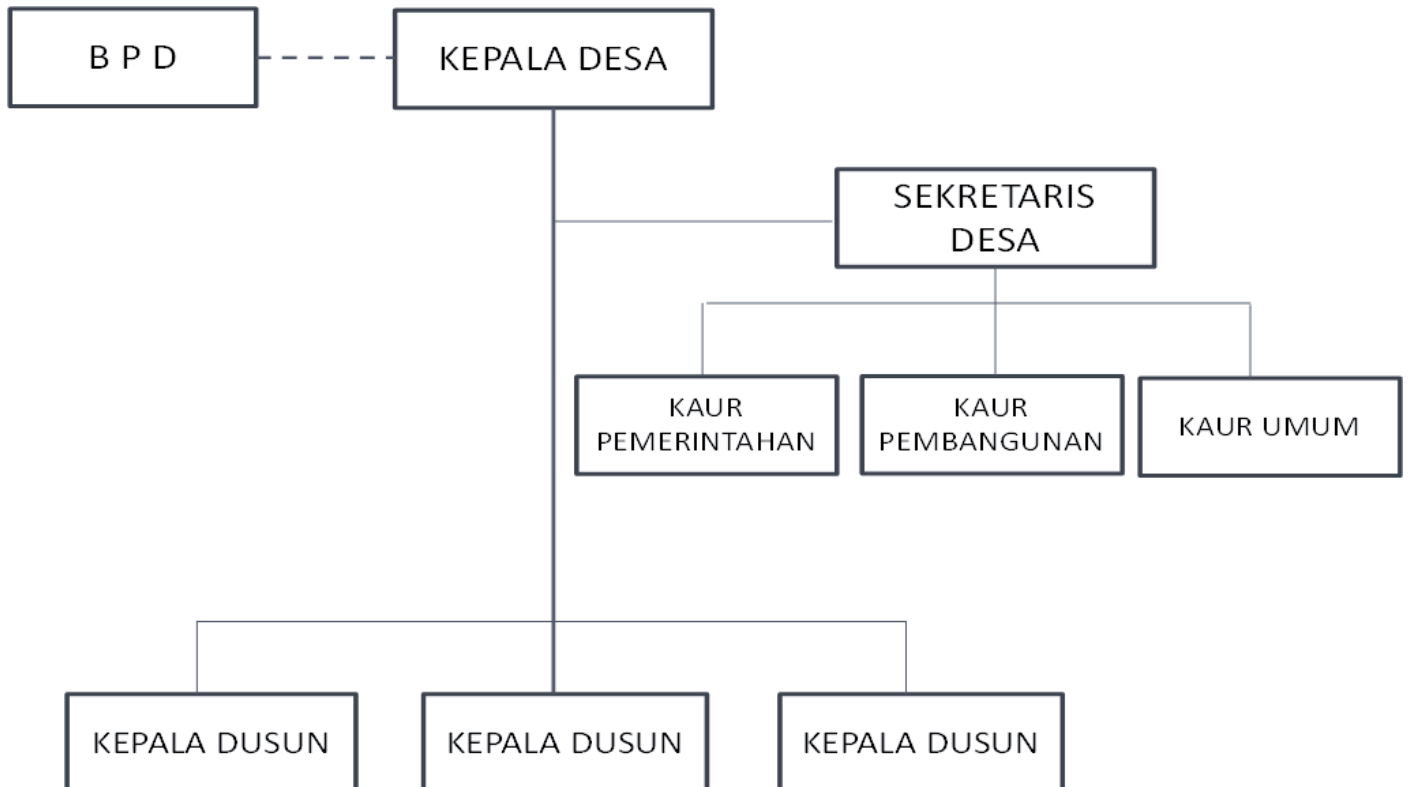 B P D
KEPALA DESA
SEKRETARIS
DESA
KAUR
PEMERINTAHAN
KAUR
PEMBANGUNAN
KAUR UMUM
KEPALA DUSUN
KEPALA DUSUN
KEPALA DUSUN